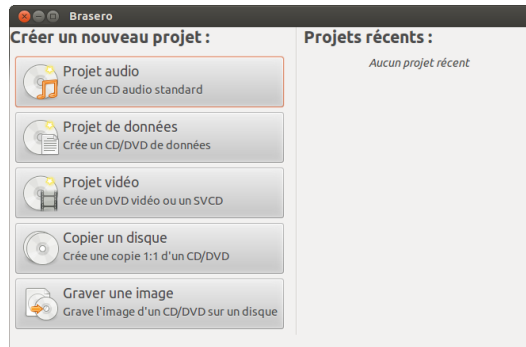 Brasero
Créer un nouveau projet :
Projet audio
Crée un CD audio standard
Projet de données
Crée un CD/DVD de données
Projet vidéo
Crée un DVD vidéo ou un SVCD
Copier un disque
Crée une copie 1:1 d'un CD/DVD
Graver une image
Grave l'image d'un CD/DVD sur un disque
Projets récents :
Aucun projet récent